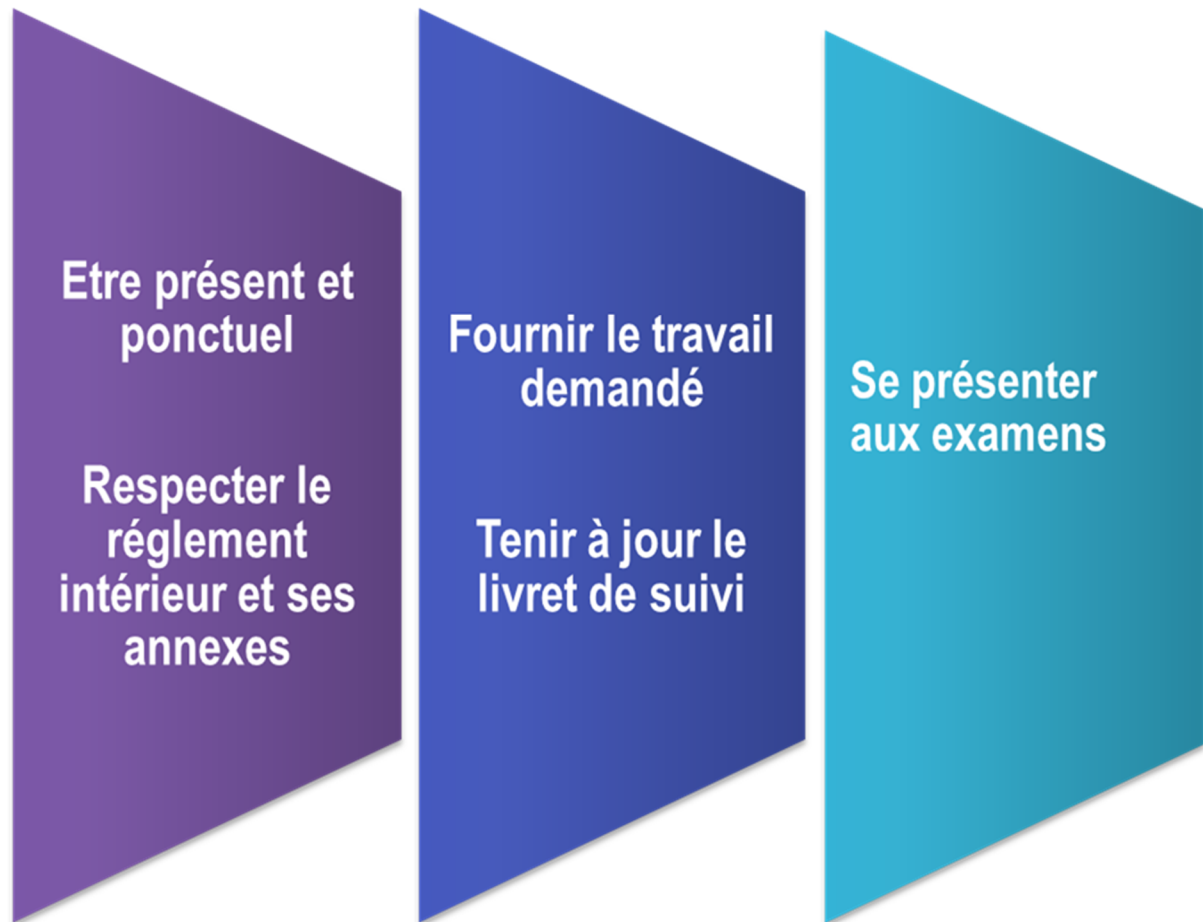 Etre présent et
ponctuel
Respecter le
réglement
intérieur et ses
annexes
Fournir le travail
demandé
Tenir à jour le
livret de suivi
Se présenter
aux examens